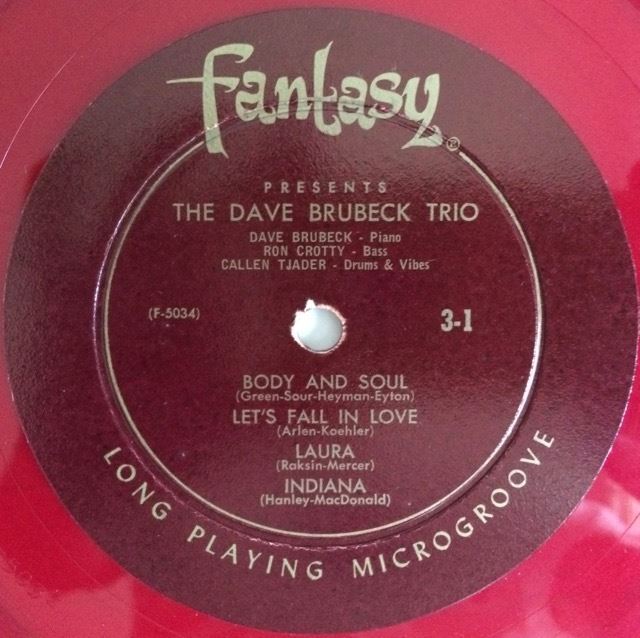 Fantasy®
PRESENTS
THE DAVE BRUBECK TRIO
DAVE BRUBECK - Piano
RON CROTTY - Bass
CALLEN TJADER - Drums & Vibes
(F-5034) 3-1
BODY AND SOUL
(Green-Sour-Heyman-Eyton)
LET'S FALL IN LOVE
(Arlen-Koehler)
LAURA
(Raksin-Mercer)
INDIANA
(Hanley-MacDonald)
LONG PLAYING MICROGROOVE